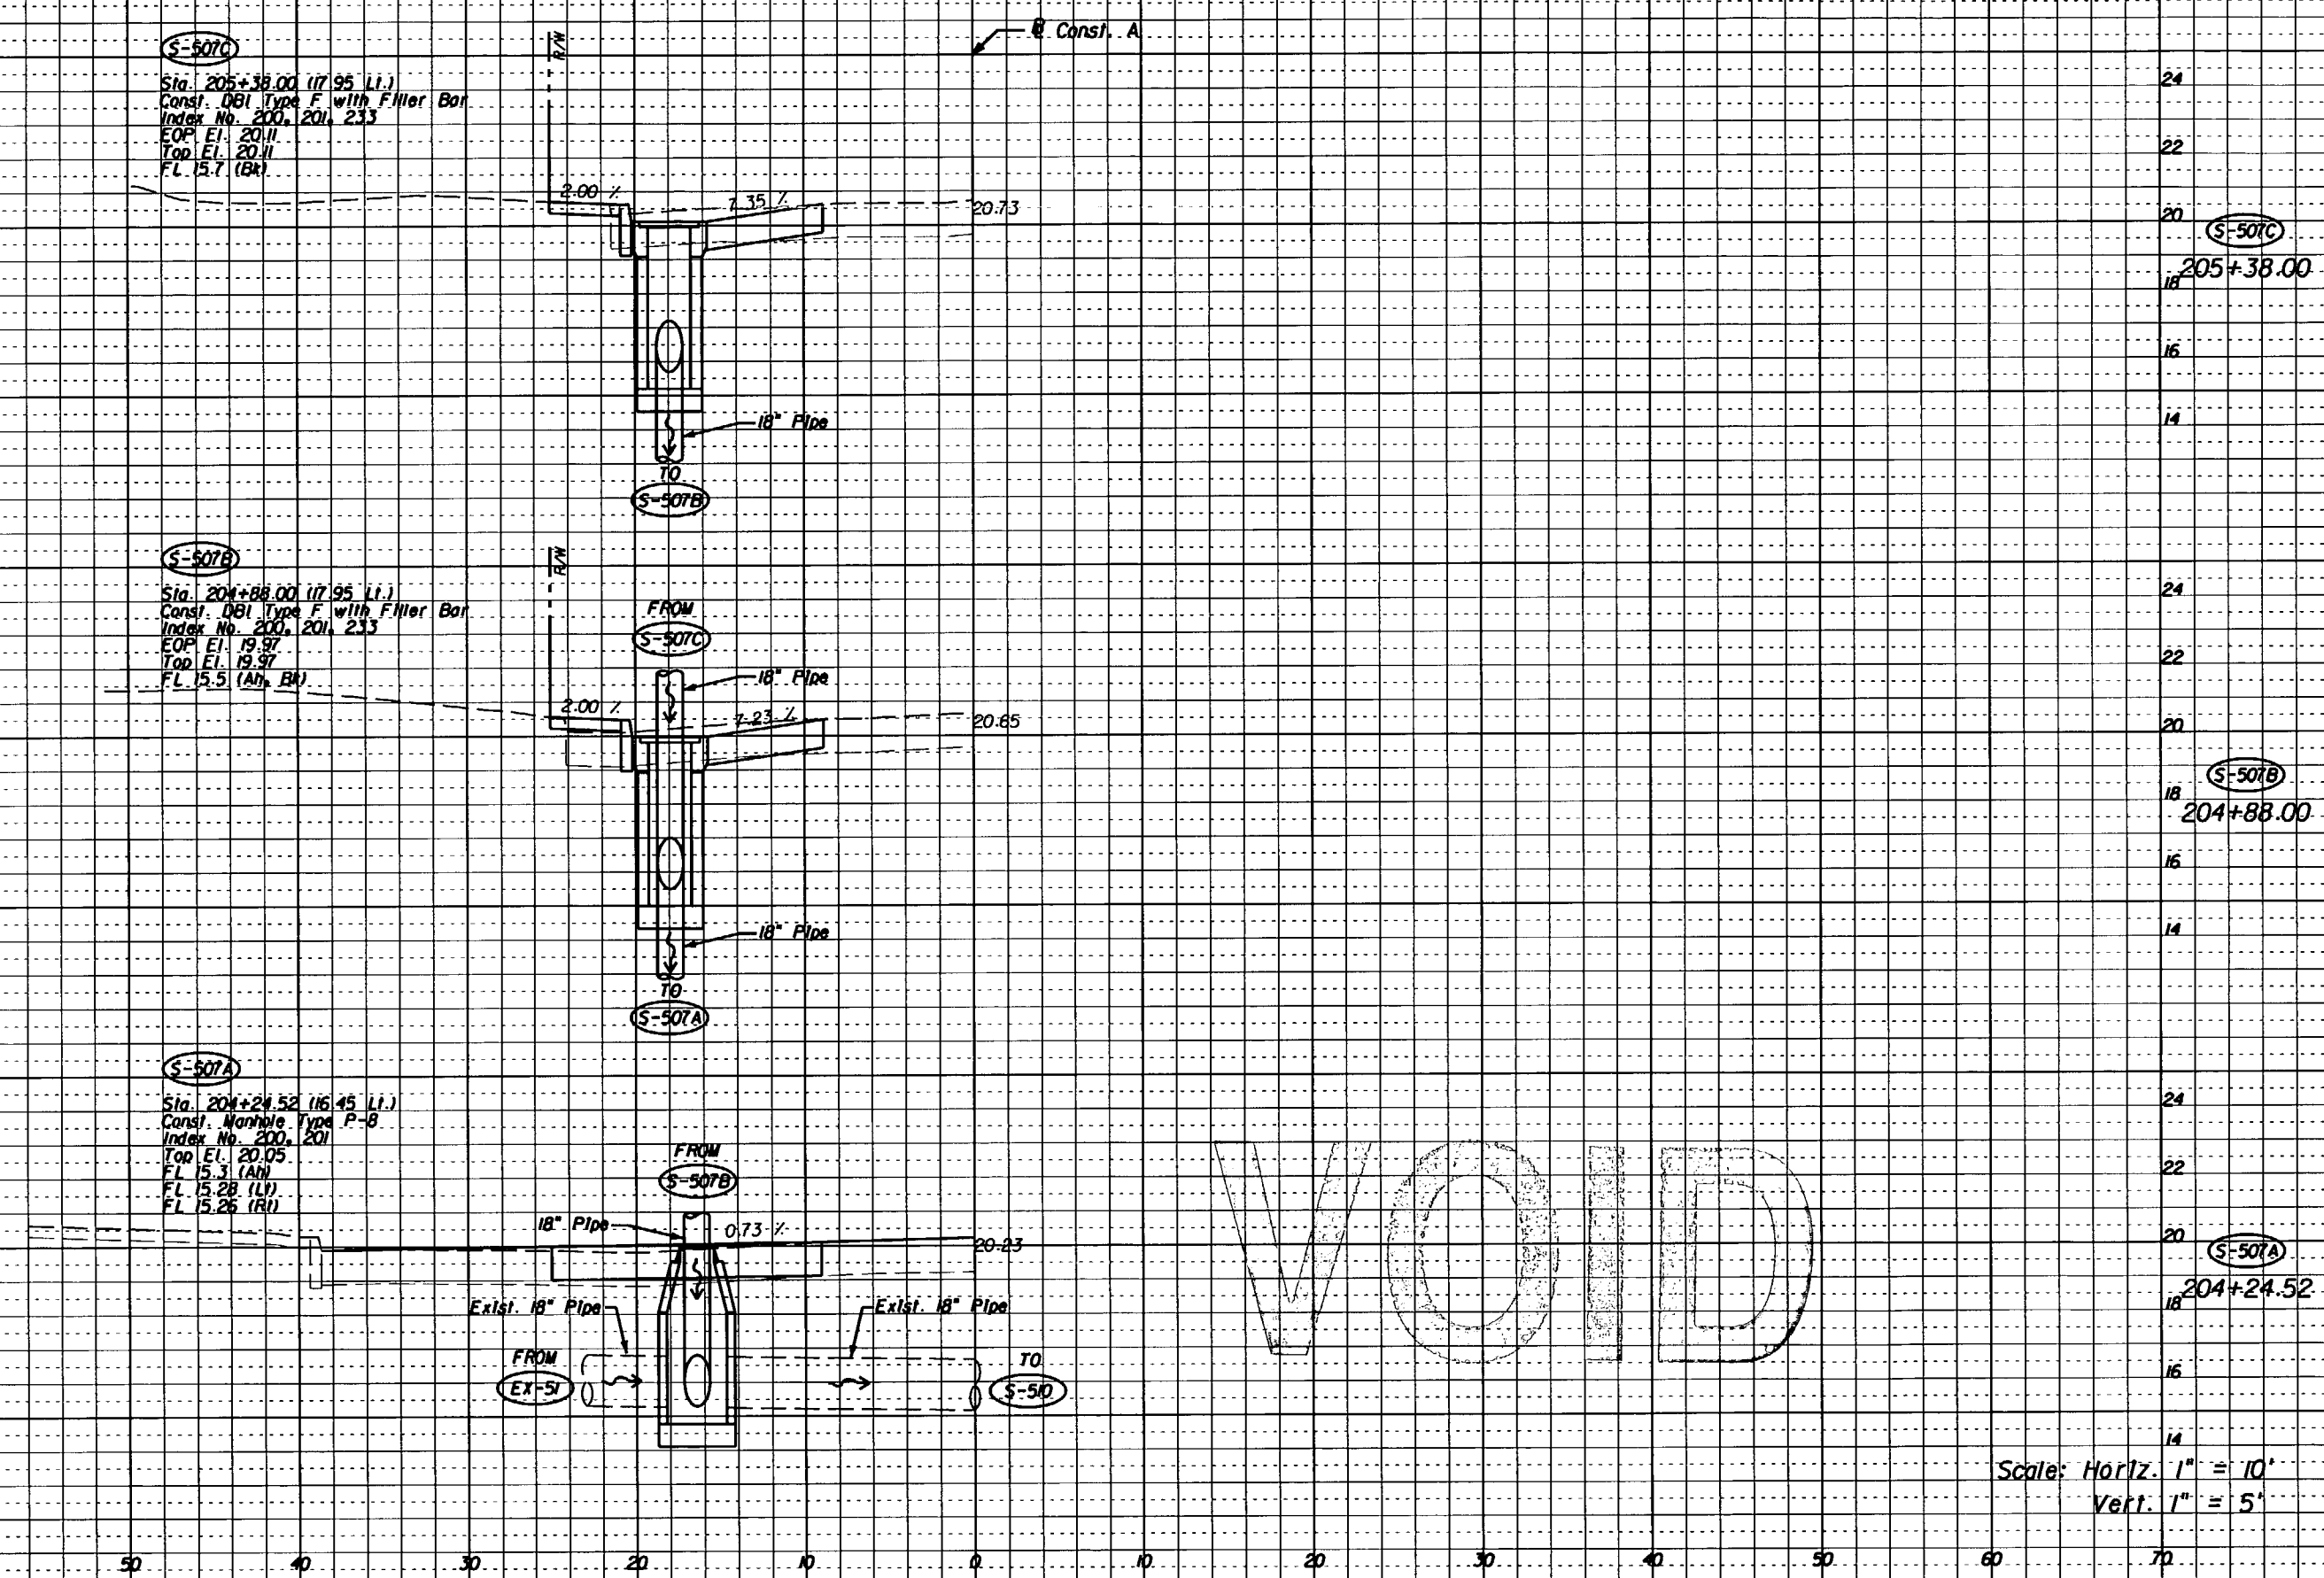 ℄ Const. A
S-507C
Sta. 205+38.00 (17.95 Lt.)
Const. DBI Type F with Filler Bar
Index No. 200, 201, 233
EOP El. 20.11
Top El. 20.11
FL 15.7 (Bk)
R/W
2.00 %
7.35 %
20.73
18" Pipe
TO
S-507B
24
22
20
18
16
14
S-507C
205+38.00
S-507B
Sta. 204+88.00 (17.95 Lt.)
Const. DBI Type F with Filler Bar
Index No. 200, 201, 233
EOP El. 19.97
Top El. 19.97
FL 15.5 (Ah, Bk)
R/W
FROM
S-507C
18" Pipe
2.00 %
7.23 %
20.65
18" Pipe
TO
S-507A
24
22
20
18
16
14
S-507B
204+88.00
S-507A
Sta. 204+24.52 (16.45 Lt.)
Const. Manhole Type P-8
Index No. 200, 201
Top El. 20.05
FL 15.3 (Ah)
FL 15.28 (Lt)
FL 15.26 (Rt)
FROM
S-507B
18" Pipe
0.73 %
20.23
Exist. 18" Pipe
Exist. 18" Pipe
FROM
EX-51
TO
S-510
VOID
24
22
20
18
16
14
S-507A
204+24.52
Scale: Horiz. 1" = 10'
Vert. 1" = 5'
50 40 30 20 10 0 10 20 30 40 50 60 70